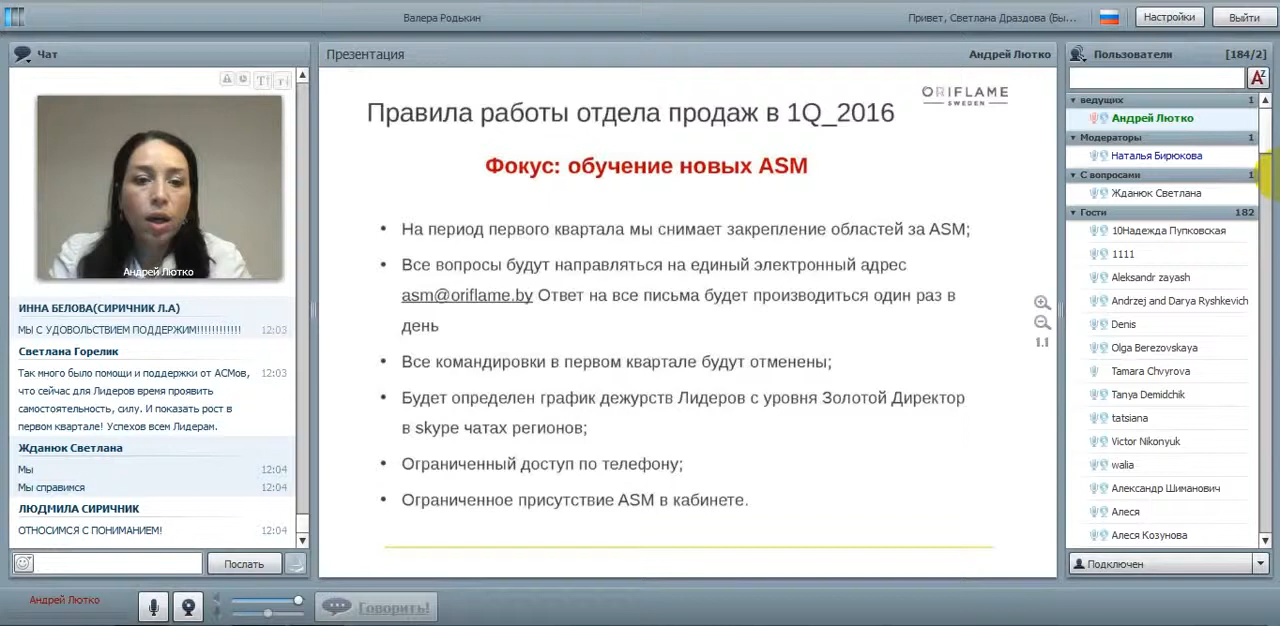 Валера Родькин
Привет, Светлана Драздова (Бы...
Настройки
Выйти
Чат
Андрей Лютко
ИННА БЕЛОВА(СИРИЧНИК Л.А)
МЫ С УДОВОЛЬСТВИЕМ ПОДДЕРЖИМ!!!!!!!!!!!! 12:03
Светлана Горелик
Так много было помощи и поддержки от АСМов, 12:03
что сейчас для Лидеров время проявить
самостоятельность, силу. И показать рост в
первом квартале! Успехов всем Лидерам.
Жданюк Светлана
Мы 12:04
Мы справимся 12:04
ЛЮДМИЛА СИРИЧНИК
ОТНОСИМСЯ С ПОНИМАНИЕМ! 12:04
Послать
Презентация
Андрей Лютко
ORIFLAME
SWEDEN
Правила работы отдела продаж в 1Q_2016
Фокус: обучение новых ASM
• На период первого квартала мы снимает закрепление областей за ASM;
• Все вопросы будут направляться на единый электронный адрес
asm@oriflame.by Ответ на все письма будет производиться один раз в
день
• Все командировки в первом квартале будут отменены;
• Будет определен график дежурств Лидеров с уровня Золотой Директор
в skype чатах регионов;
• Ограниченный доступ по телефону;
• Ограниченное присутствие ASM в кабинете.
1.1
Пользователи [184/2]
ведущих 1
Андрей Лютко
Модераторы 1
Наталья Бирюкова
С вопросами 1
Жданюк Светлана
Гости 182
10Надежда Пупковская
1111
Aleksandr zayash
Andrzej and Darya Ryshkevich
Denis
Olga Berezovskaya
Tamara Chvyrova
Tanya Demidchik
tatsiana
Victor Nikonyuk
walia
Александр Шиманович
Алеся
Алеся Козунова
Подключен
Андрей Лютко
Говорить!